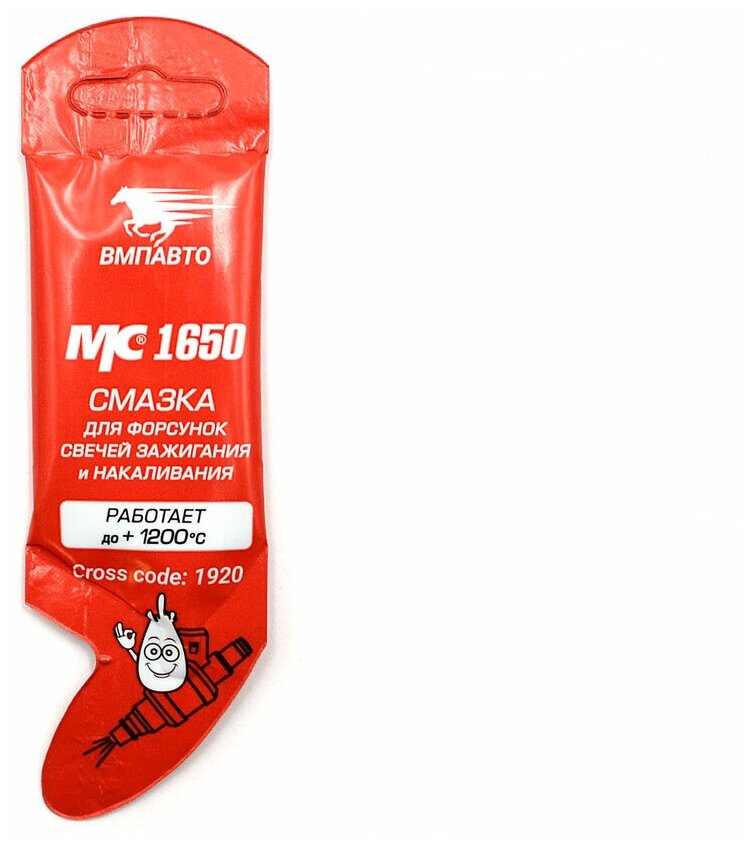 ВМПАВТО
МС® 1650
СМАЗКА
ДЛЯ ФОРСУНОК
СВЕЧЕЙ ЗАЖИГАНИЯ
и НАКАЛИВАНИЯ
РАБОТАЕТ
до + 1200°С
Cross code: 1920